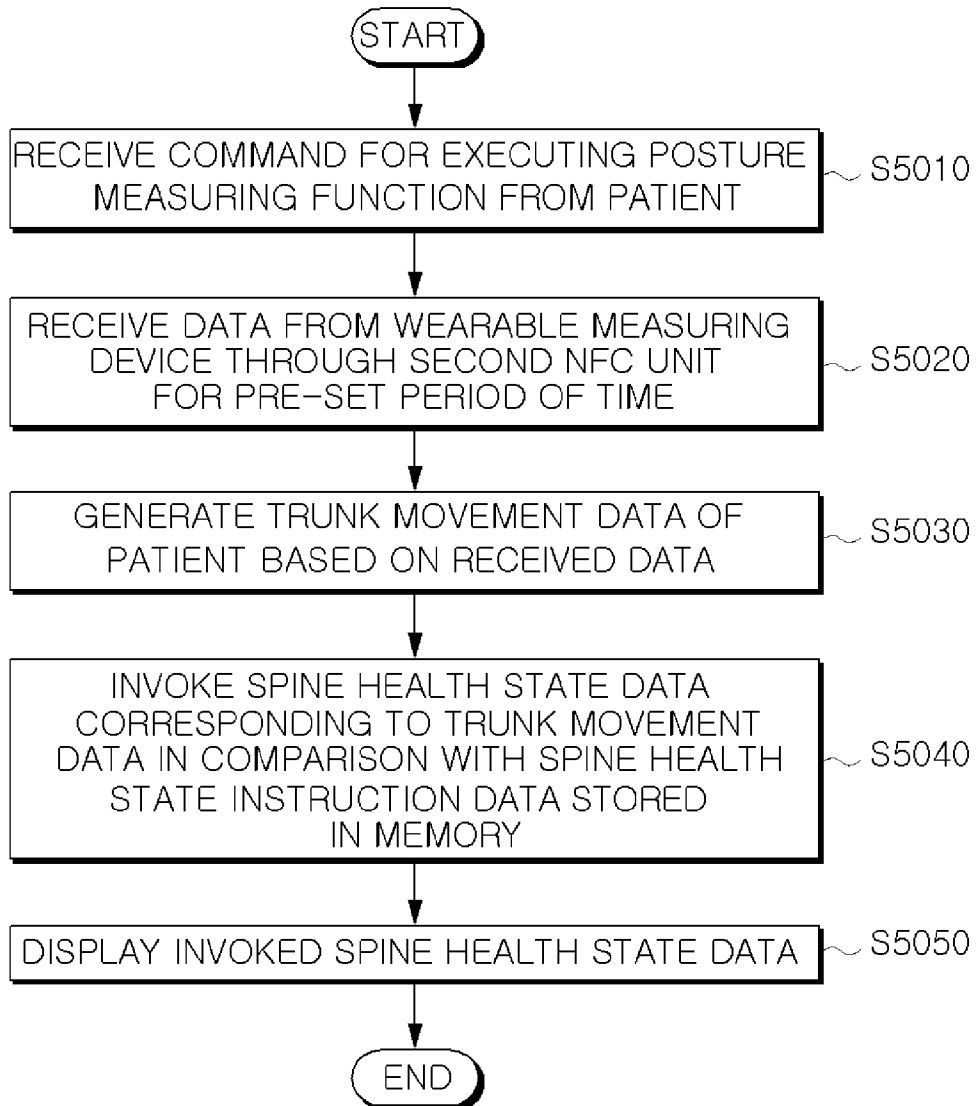 START
RECEIVE COMMAND FOR EXECUTING POSTURE
MEASURING FUNCTION FROM PATIENT
S5010
RECEIVE DATA FROM WEARABLE MEASURING
DEVICE THROUGH SECOND NFC UNIT
FOR PRE-SET PERIOD OF TIME
S5020
GENERATE TRUNK MOVEMENT DATA OF
PATIENT BASED ON RECEIVED DATA
S5030
INVOKE SPINE HEALTH STATE DATA
CORRESPONDING TO TRUNK MOVEMENT
DATA IN COMPARISON WITH SPINE HEALTH
STATE INSTRUCTION DATA STORED
IN MEMORY
S5040
DISPLAY INVOKED SPINE HEALTH STATE DATA
S5050
END